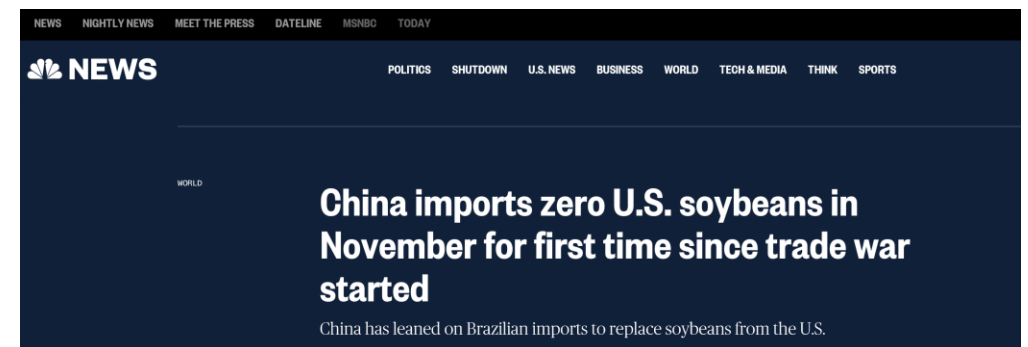 NEWS NIGHTLY NEWS MEET THE PRESS DATELINE MSNBC TODAY
NEWS POLITICS SHUTDOWN U.S. NEWS BUSINESS WORLD TECH & MEDIA THINK SPORTS
WORLD
China imports zero U.S. soybeans in
November for first time since trade war
started
China has leaned on Brazilian imports to replace soybeans from the U.S.